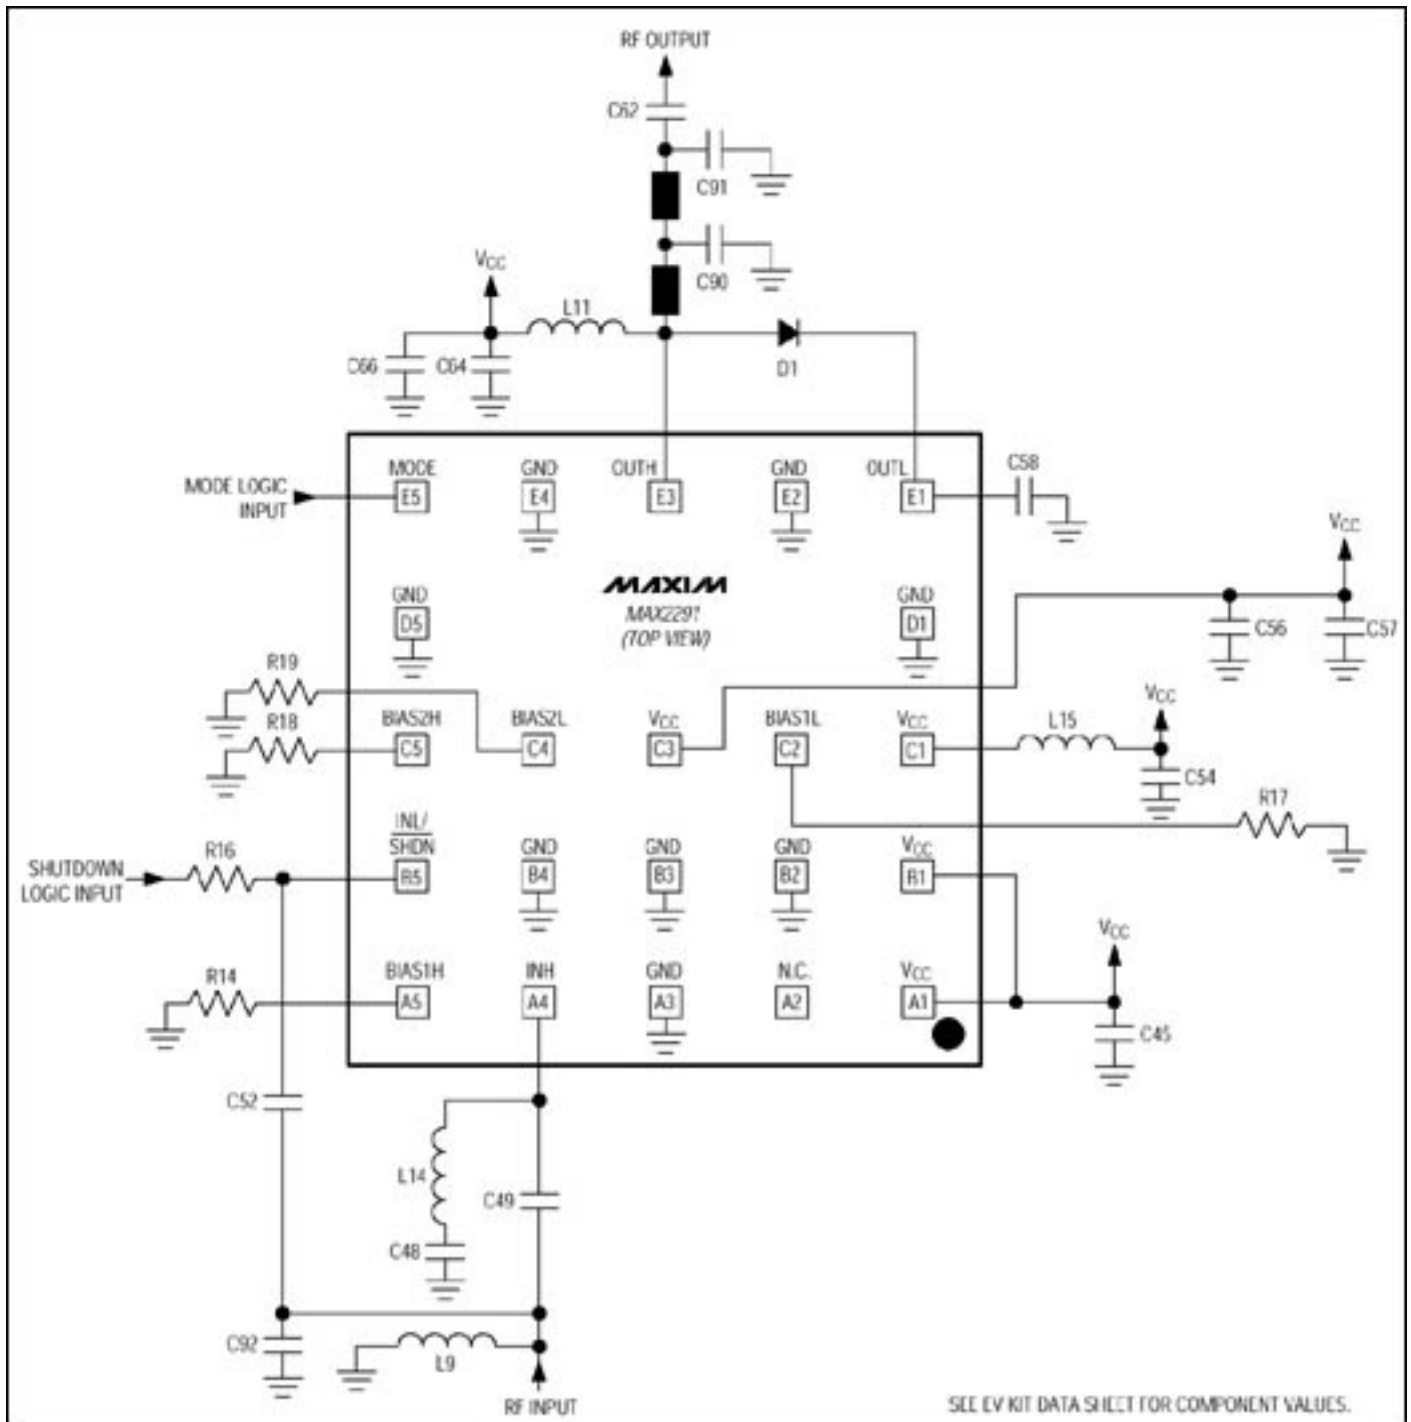 RF OUTPUT
C62
C91
C90
VCC
L11
C66
C64
D1
MODE LOGIC
INPUT
MODE
E5
GND
E4
OUTH
E3
GND
E2
OUTL
E1
C58
VCC
MAXIM
MAX2291
(TOP VIEW)
GND
D5
GND
D1
C56
C57
R19
R18
BIAS2H
C5
BIAS2L
C4
VCC
C3
BIAS1L
C2
VCC
C1
L15
VCC
C54
R17
SHUTDOWN
LOGIC INPUT
R16
INL/
SHDN
B5
GND
B4
GND
B3
GND
B2
VCC
B1
R14
BIAS1H
A5
INH
A4
GND
A3
N.C.
A2
VCC
A1
VCC
C45
C52
L14
C49
C48
C92
L9
RF INPUT
SEE EV KIT DATA SHEET FOR COMPONENT VALUES.